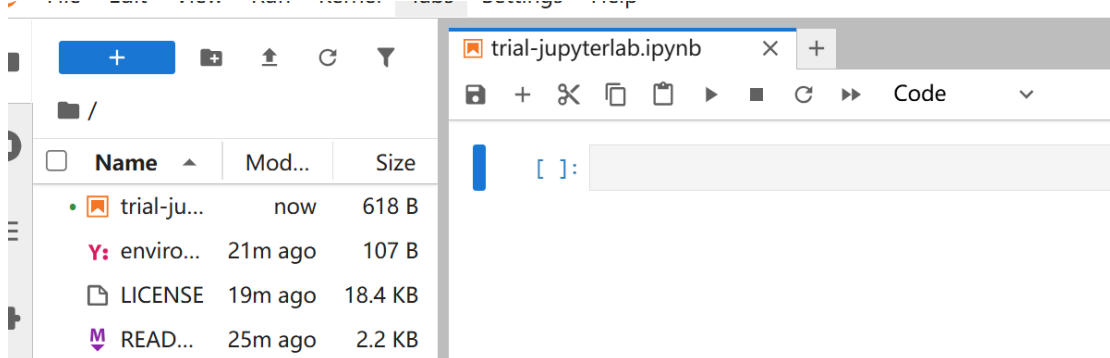 trial-jupyterlab.ipynb
Code
/
Name Mod... Size
[ ]:
trial-ju... now 618 B
Y: enviro... 21m ago 107 B
LICENSE 19m ago 18.4 KB
M READ... 25m ago 2.2 KB